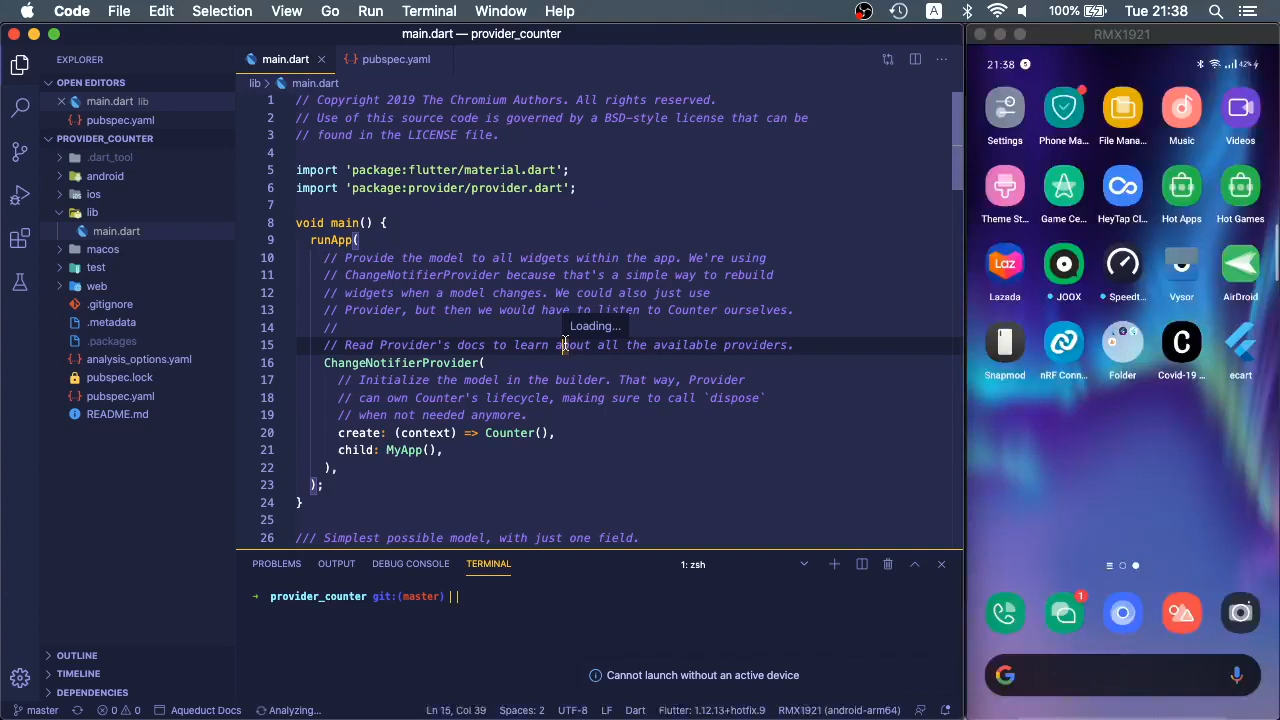 Code File Edit Selection View Go Run Terminal Window Help
A 100% Tue 21:38
main.dart — provider_counter
EXPLORER
OPEN EDITORS
main.dart lib
pubspec.yaml
PROVIDER_COUNTER
.dart_tool
android
ios
lib
main.dart
macos
test
web
.gitignore
.metadata
.packages
analysis_options.yaml
pubspec.lock
pubspec.yaml
README.md
OUTLINE
TIMELINE
DEPENDENCIES
main.dart pubspec.yaml
lib main.dart
1 // Copyright 2019 The Chromium Authors. All rights reserved.
2 // Use of this source code is governed by a BSD-style license that can be
3 // found in the LICENSE file.
4
5 import 'package:flutter/material.dart';
6 import 'package:provider/provider.dart';
7
8 void main() {
9 runApp(
10 // Provide the model to all widgets within the app. We're using
11 // ChangeNotifierProvider because that's a simple way to rebuild
12 // widgets when a model changes. We could also just use
13 // Provider, but then we would have to listen to Counter ourselves.
14 //
Loading...
15 // Read Provider's docs to learn about all the available providers.
16 ChangeNotifierProvider(
17 // Initialize the model in the builder. That way, Provider
18 // can own Counter's lifecycle, making sure to call `dispose`
19 // when not needed anymore.
20 create: (context) => Counter(),
21 child: MyApp(),
22 ),
23 );
24 }
25
26 /// Simplest possible model, with just one field.
PROBLEMS OUTPUT DEBUG CONSOLE TERMINAL 1: zsh
→ provider_counter git:(master)
Cannot launch without an active device
master 0 0 Aqueduct Docs Analyzing... Ln 15, Col 39 Spaces: 2 UTF-8 LF Dart Flutter: 1.12.13+hotfix.9 RMX1921 (android-arm64)
RMX1921
21:38 42%
Settings Phone Ma... File Mana... Music Videos
Theme St... Game Ce... HeyTap Cl... Hot Apps Hot Games
Laz
Lazada JOOX Speedt... Vysor AirDroid
C
Snapmod nRF Conn... Folder Covid-19 ... ecart
1
G